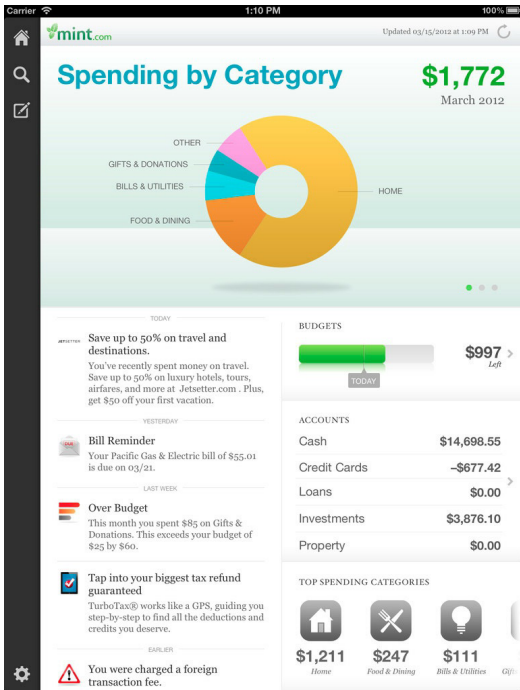 Carrier 1:10 PM 100%
mint.com
Updated 03/15/2012 at 1:09 PM
Spending by Category
$1,772
March 2012
OTHER
GIFTS & DONATIONS
BILLS & UTILITIES
FOOD & DINING
HOME
TODAY
JETSETTER
Save up to 50% on travel and
destinations.
You've recently spent money on travel.
Save up to 50% on luxury hotels, tours,
airfares, and more at Jetsetter.com . Plus,
get $50 off your first vacation.
YESTERDAY
Bill Reminder
Your Pacific Gas & Electric bill of $55.01
is due on 03/21.
LAST WEEK
Over Budget
This month you spent $85 on Gifts &
Donations. This exceeds your budget of
$25 by $60.
Tap into your biggest tax refund
guaranteed
TurboTax® works like a GPS, guiding you
step-by-step to find all the deductions and
credits you deserve.
EARLIER
You were charged a foreign
transaction fee.
BUDGETS
$997
Left
TODAY
ACCOUNTS
Cash $14,698.55
Credit Cards –$677.42
Loans $0.00
Investments $3,876.10
Property $0.00
TOP SPENDING CATEGORIES
$1,211 $247 $111
Home Food & Dining Bills & Utilities